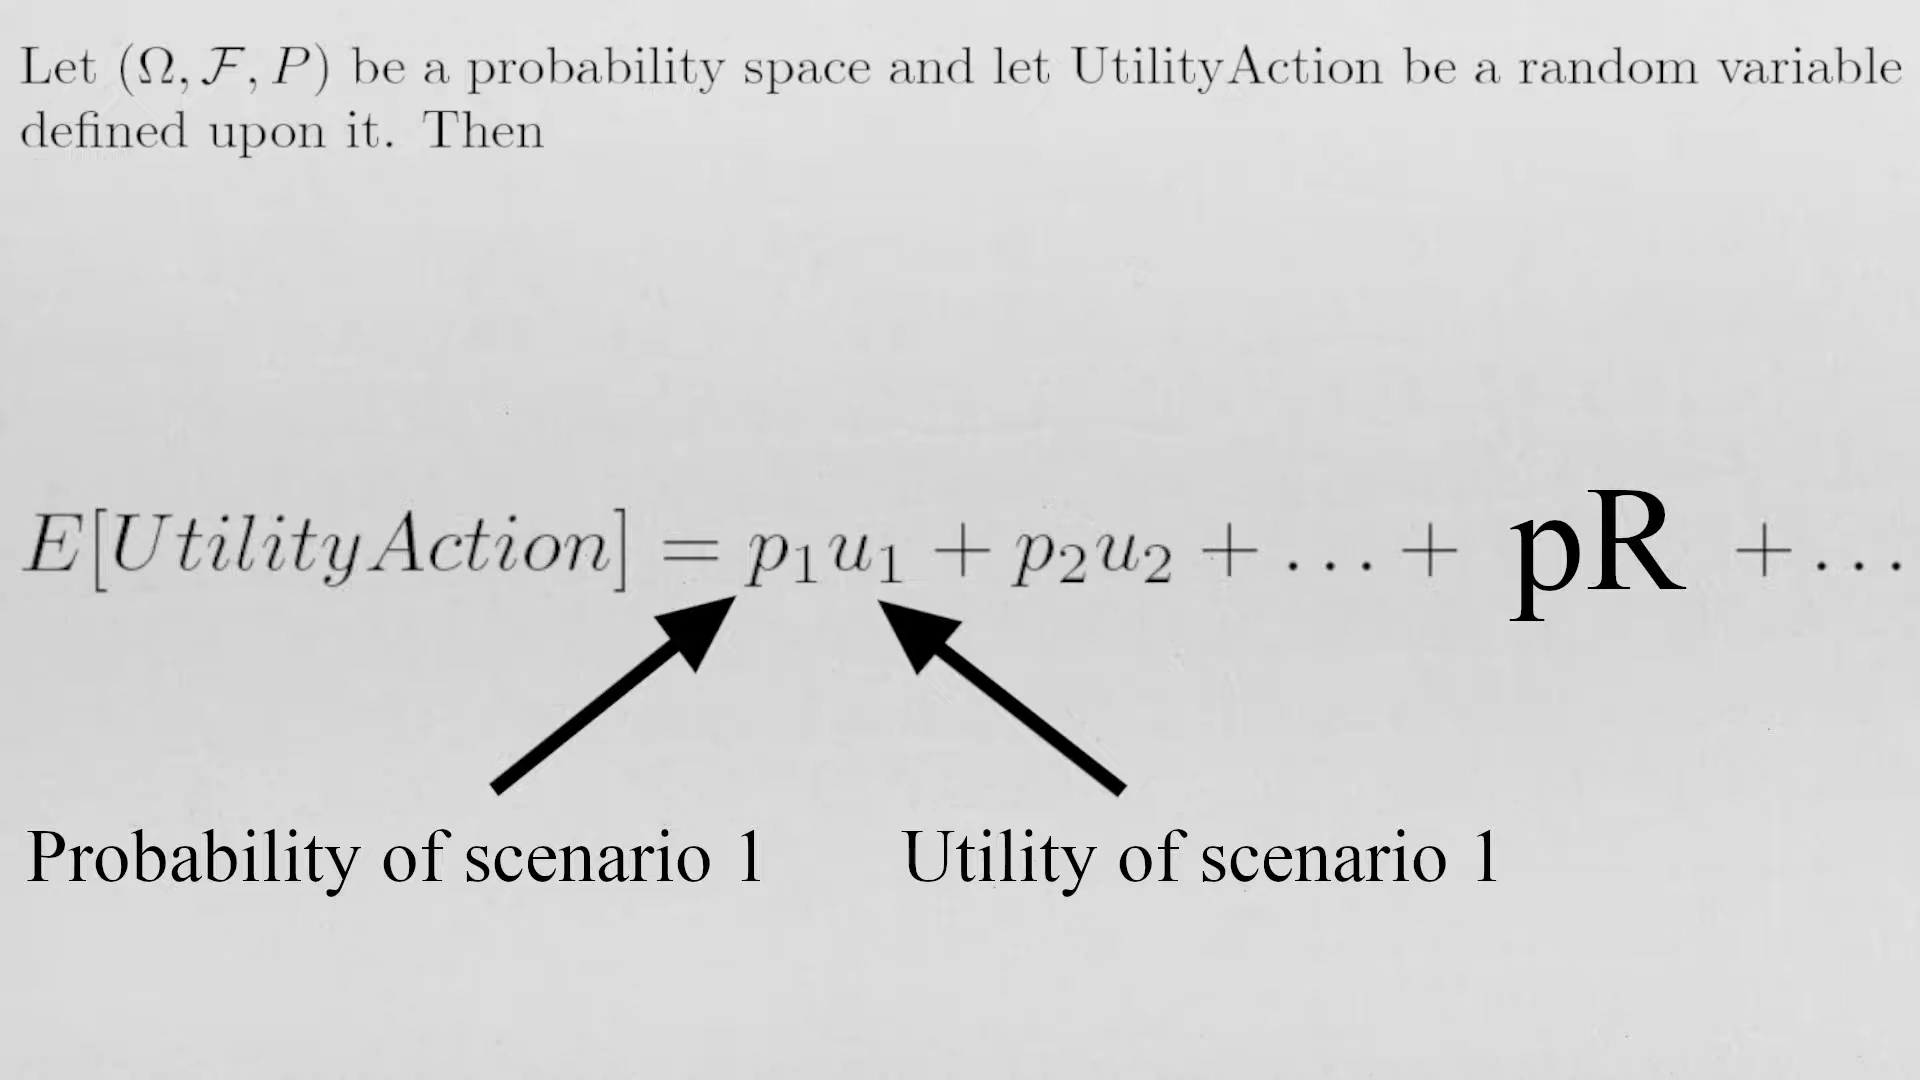 Let (Ω, ℱ, P) be a probability space and let UtilityAction be a random variable
defined upon it. Then
E[UtilityAction] = p₁u₁ + p₂u₂ + ... + pR + ...
Probability of scenario 1 Utility of scenario 1